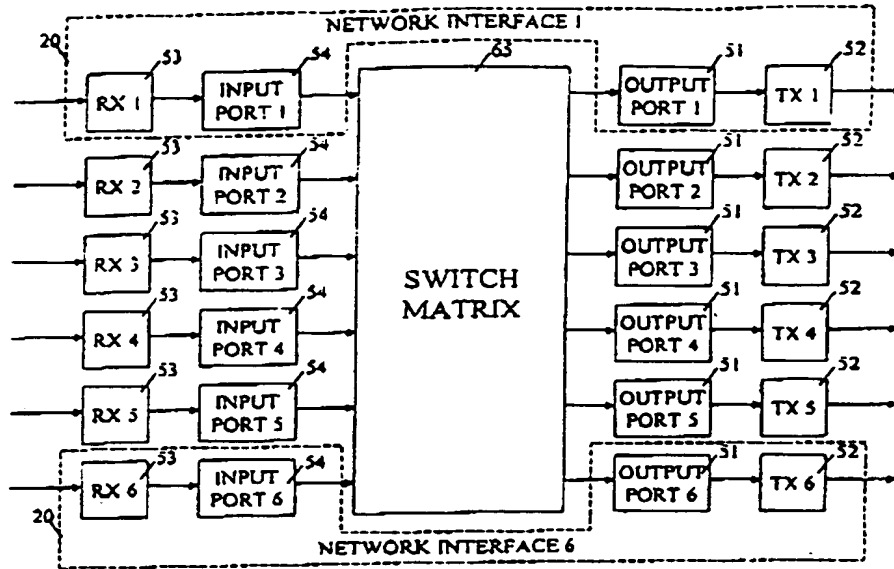 NETWORK INTERFACE 1
20
53
54
63
51
52
RX 1
INPUT
PORT 1
OUTPUT
PORT 1
TX 1
53
54
51
52
RX 2
INPUT
PORT 2
OUTPUT
PORT 2
TX 2
53
54
51
52
RX 3
INPUT
PORT 3
OUTPUT
PORT 3
TX 3
SWITCH
MATRIX
53
54
51
52
RX 4
INPUT
PORT 4
OUTPUT
PORT 4
TX 4
53
54
51
52
RX 5
INPUT
PORT 5
OUTPUT
PORT 5
TX 5
53
54
51
52
RX 6
INPUT
PORT 6
OUTPUT
PORT 6
TX 6
20
NETWORK INTERFACE 6